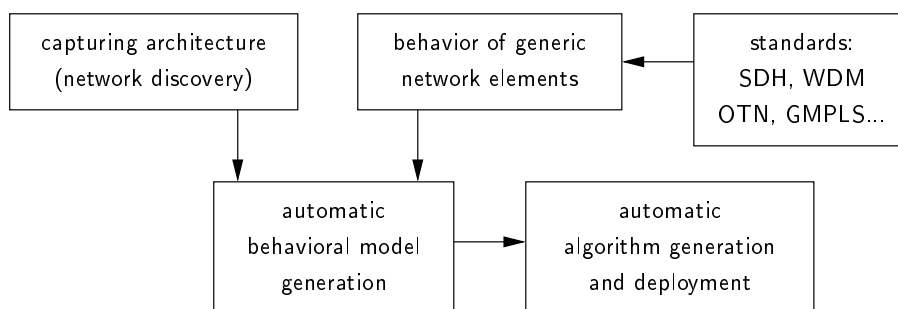 capturing architecture
(network discovery)
behavior of generic
network elements
standards:
SDH, WDM
OTN, GMPLS...
automatic
behavioral model
generation
automatic
algorithm generation
and deployment